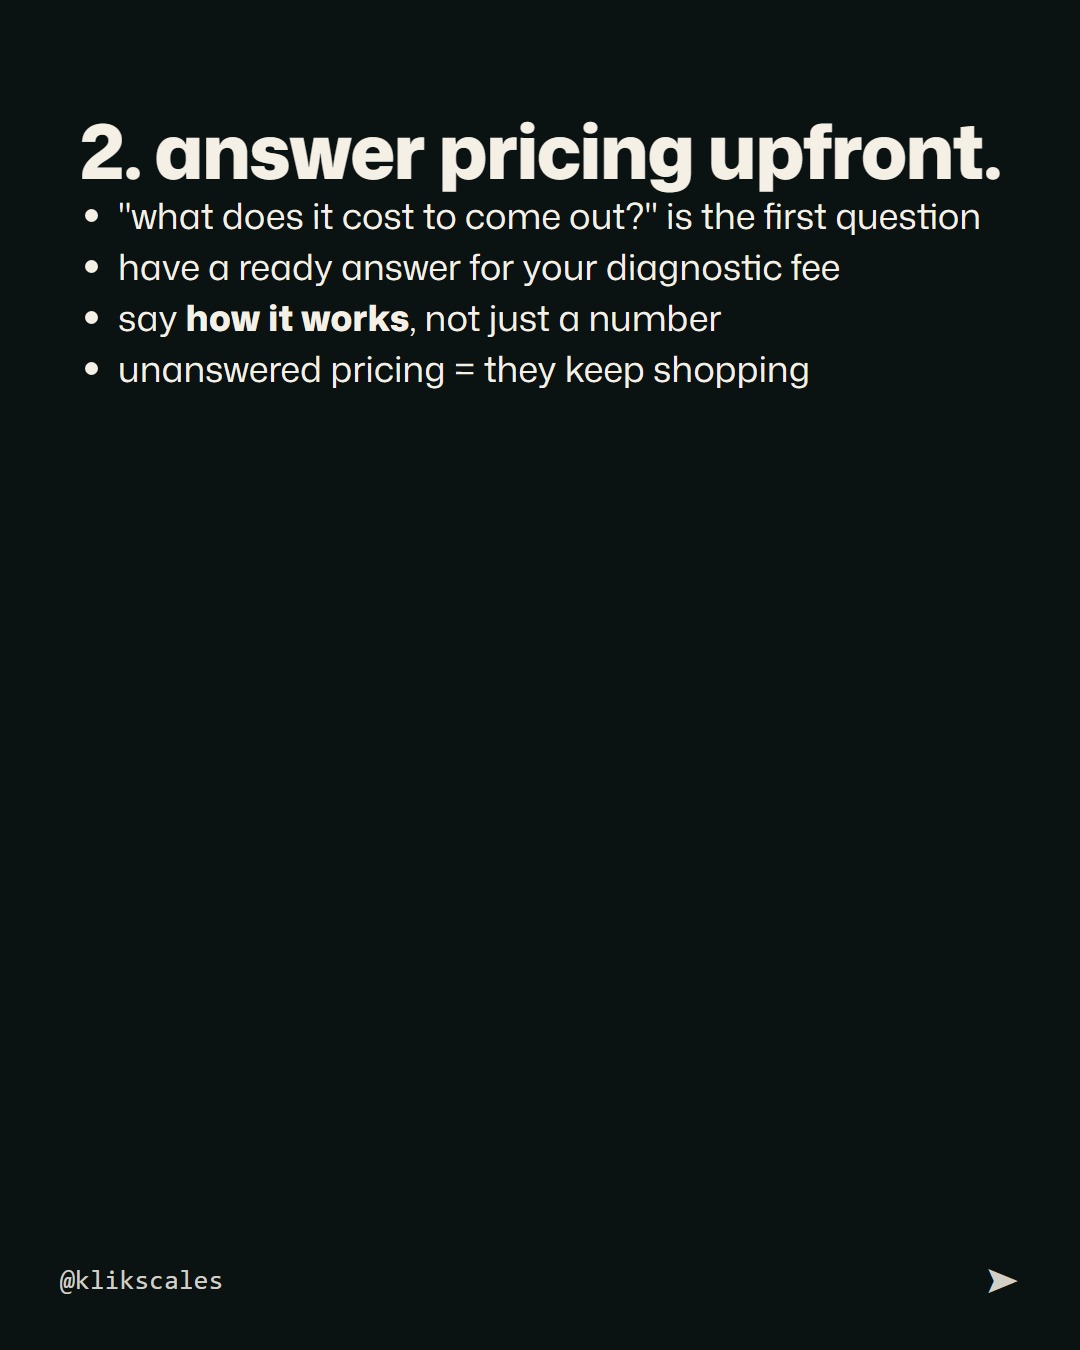 2. answer pricing upfront.
• "what does it cost to come out?" is the first question
• have a ready answer for your diagnostic fee
• say how it works, not just a number
• unanswered pricing = they keep shopping
@klikscales